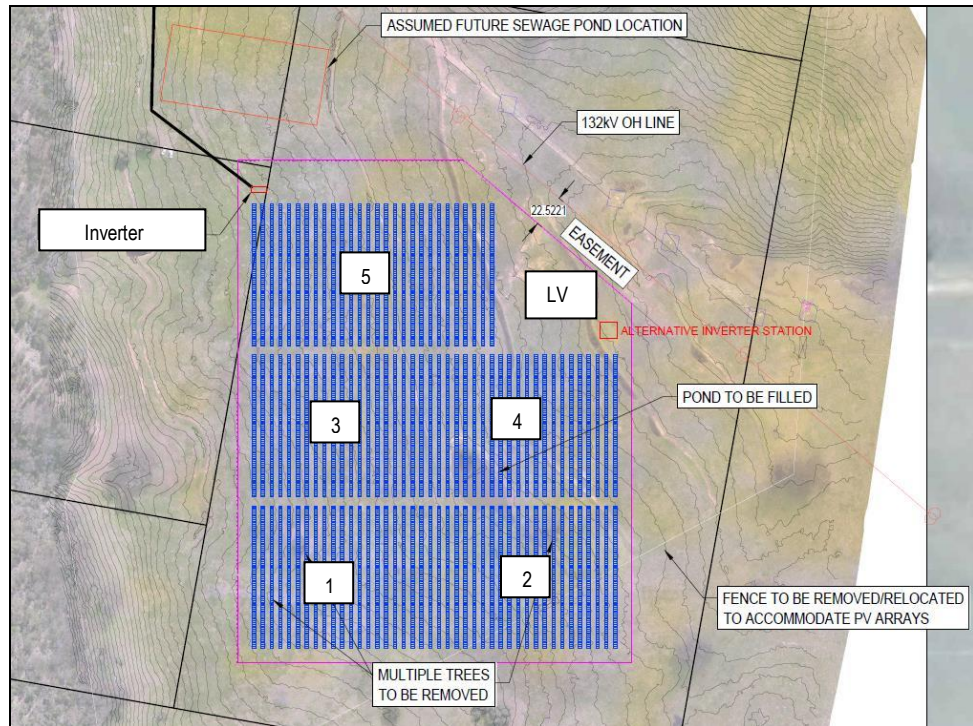 ASSUMED FUTURE SEWAGE POND LOCATION
132kV OH LINE
22.5221
EASEMENT
Inverter
5
LV
ALTERNATIVE INVERTER STATION
3
4
POND TO BE FILLED
1
2
FENCE TO BE REMOVED/RELOCATED
TO ACCOMMODATE PV ARRAYS
MULTIPLE TREES
TO BE REMOVED